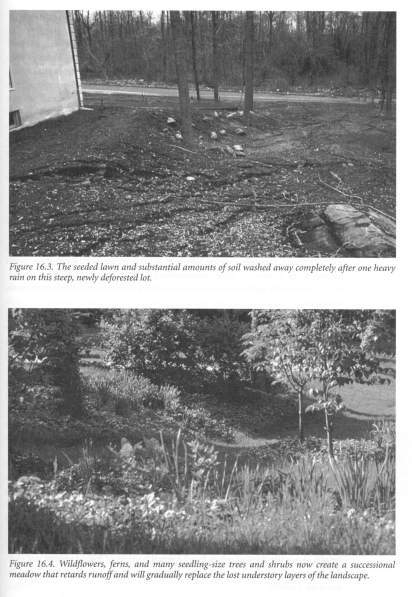 Figure 16.3. The seeded lawn and substantial amounts of soil washed away completely after one heavy
rain on this steep, newly deforested lot.
Figure 16.4. Wildflowers, ferns, and many seedling-size trees and shrubs now create a successional
meadow that retards runoff and will gradually replace the lost understory layers of the landscape.